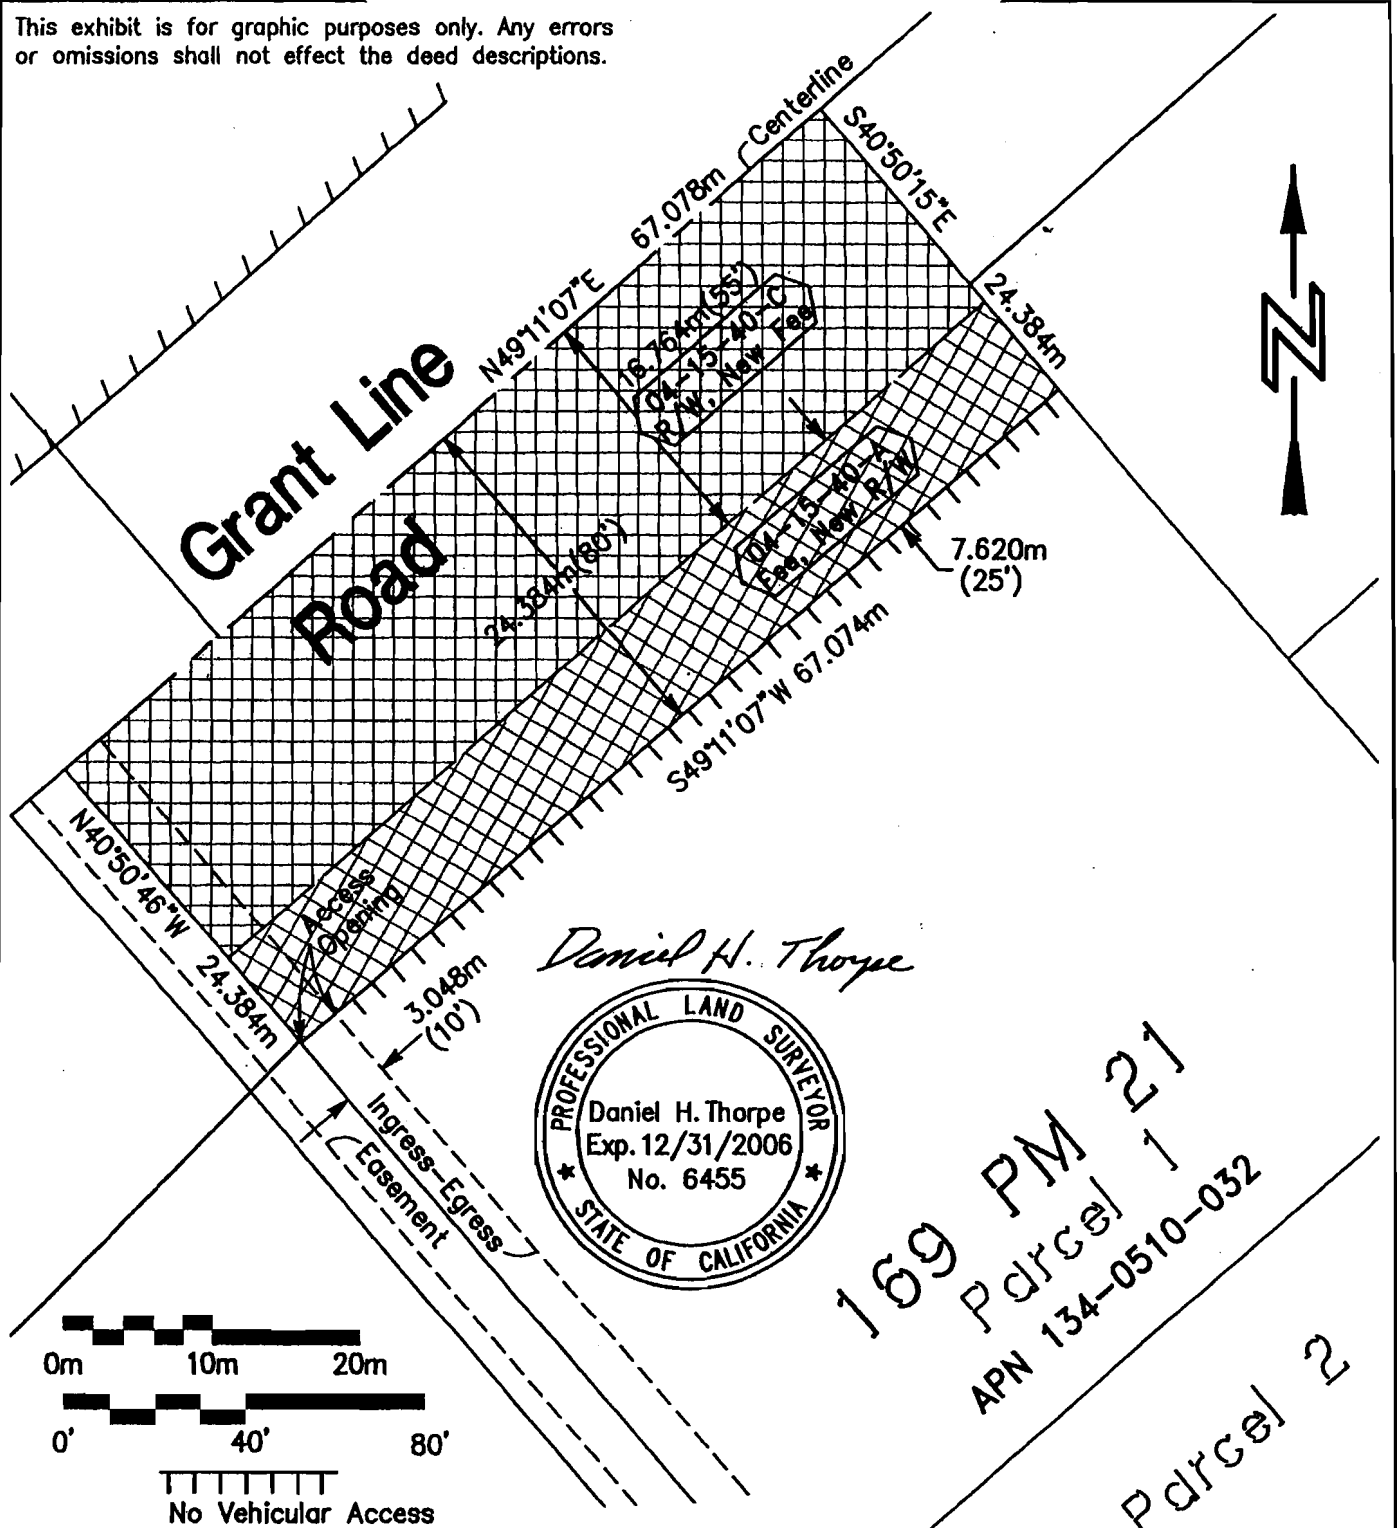 This exhibit is for graphic purposes only. Any errors
or omissions shall not effect the deed descriptions.
Centerline
S40°50'15"E
67.078m
N49°11'07"E
24.384m
16.764m(55')
04-15-40-C
R/W, New Fee
Grant Line
Road
04-15-40-A
Fee, New R/W
7.620m
(25')
24.384m(80')
S49°11'07"W 67.074m
N40°50'46"W 24.384m
Access
Opening
3.048m
(10')
Daniel H. Thorpe
PROFESSIONAL LAND SURVEYOR
Daniel H. Thorpe
Exp. 12/31/2006
No. 6455
STATE OF CALIFORNIA
Ingress-Egress
Easement
169 PM 21
Parcel 1
APN 134-0510-032
Parcel 2
0m 10m 20m
0' 40' 80'
No Vehicular Access
N